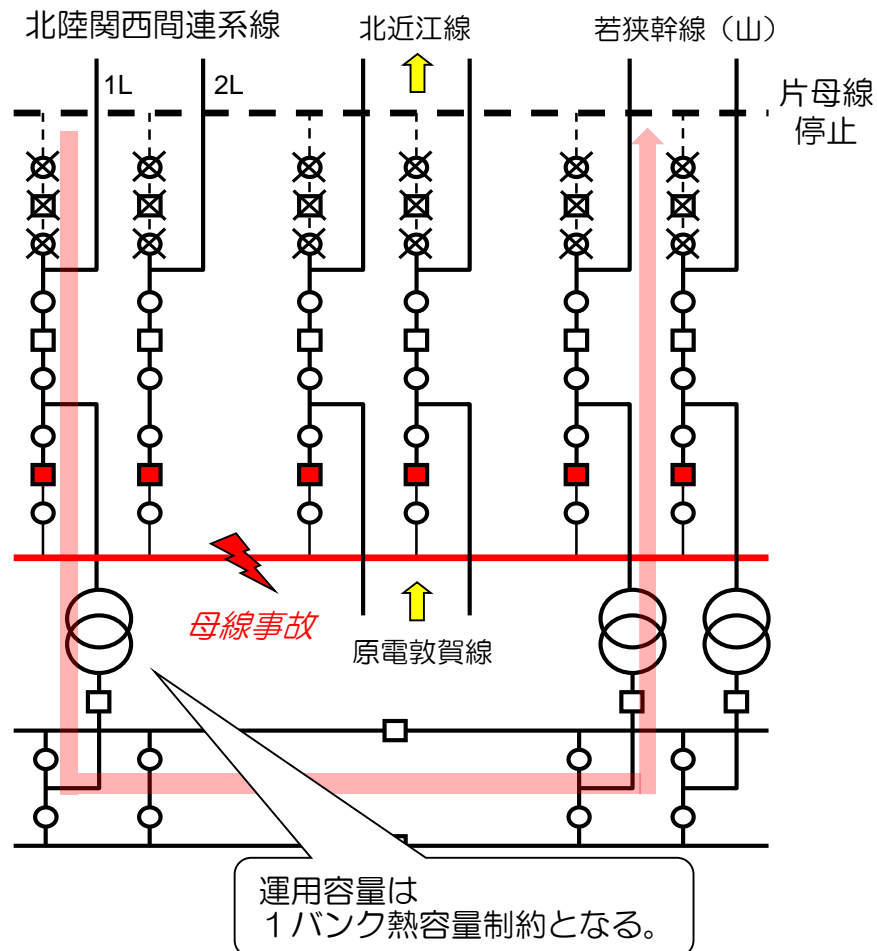 北陸関西間連系線
北近江線
若狭幹線（山）
1L
2L
片母線
停止
母線事故
原電敦賀線
運用容量は
１バンク熱容量制約となる。